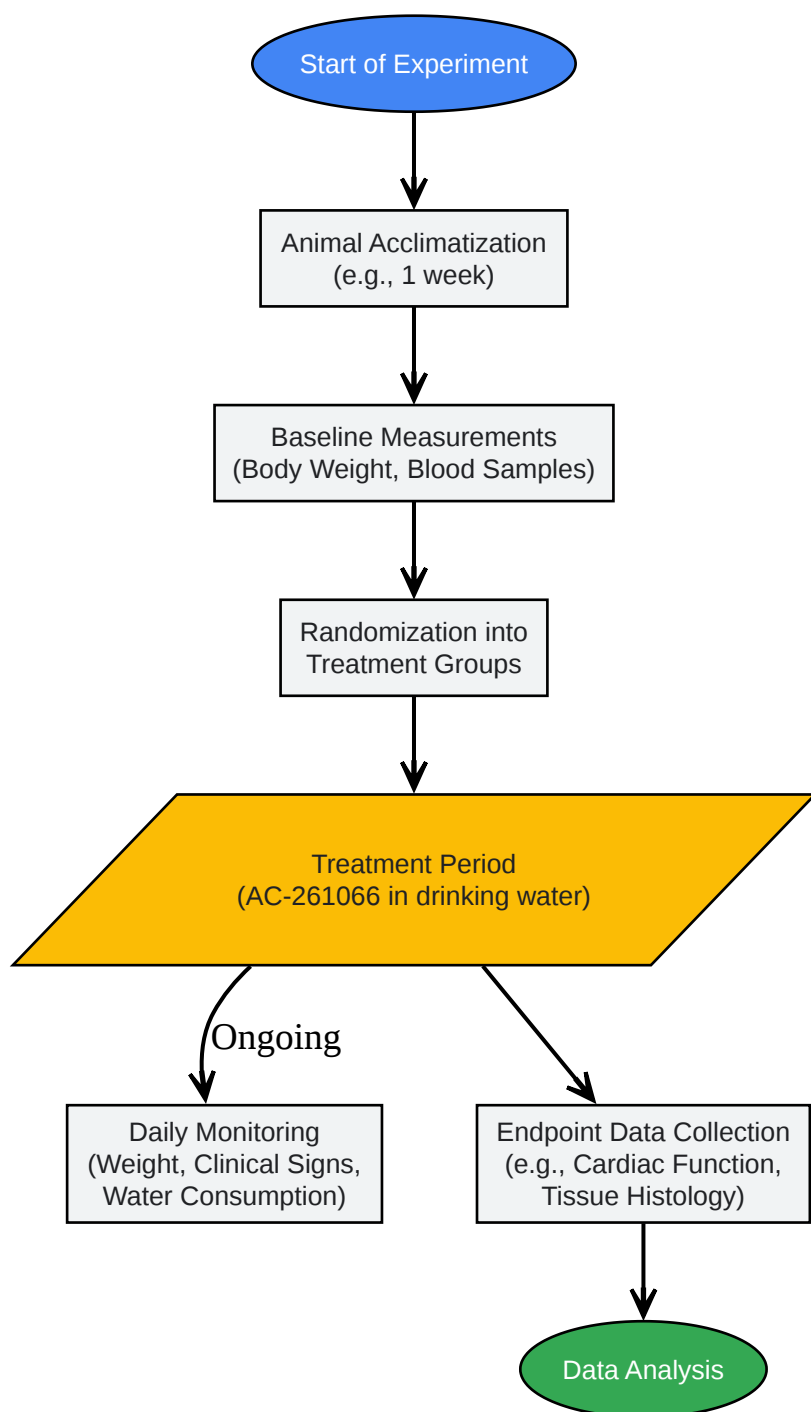 Start of Experiment
Animal Acclimatization
(e.g., 1 week)
Baseline Measurements
(Body Weight, Blood Samples)
Randomization into
Treatment Groups
Treatment Period
(AC-261066 in drinking water)
Ongoing
Daily Monitoring
(Weight, Clinical Signs,
Water Consumption)
Endpoint Data Collection
(e.g., Cardiac Function,
Tissue Histology)
Data Analysis